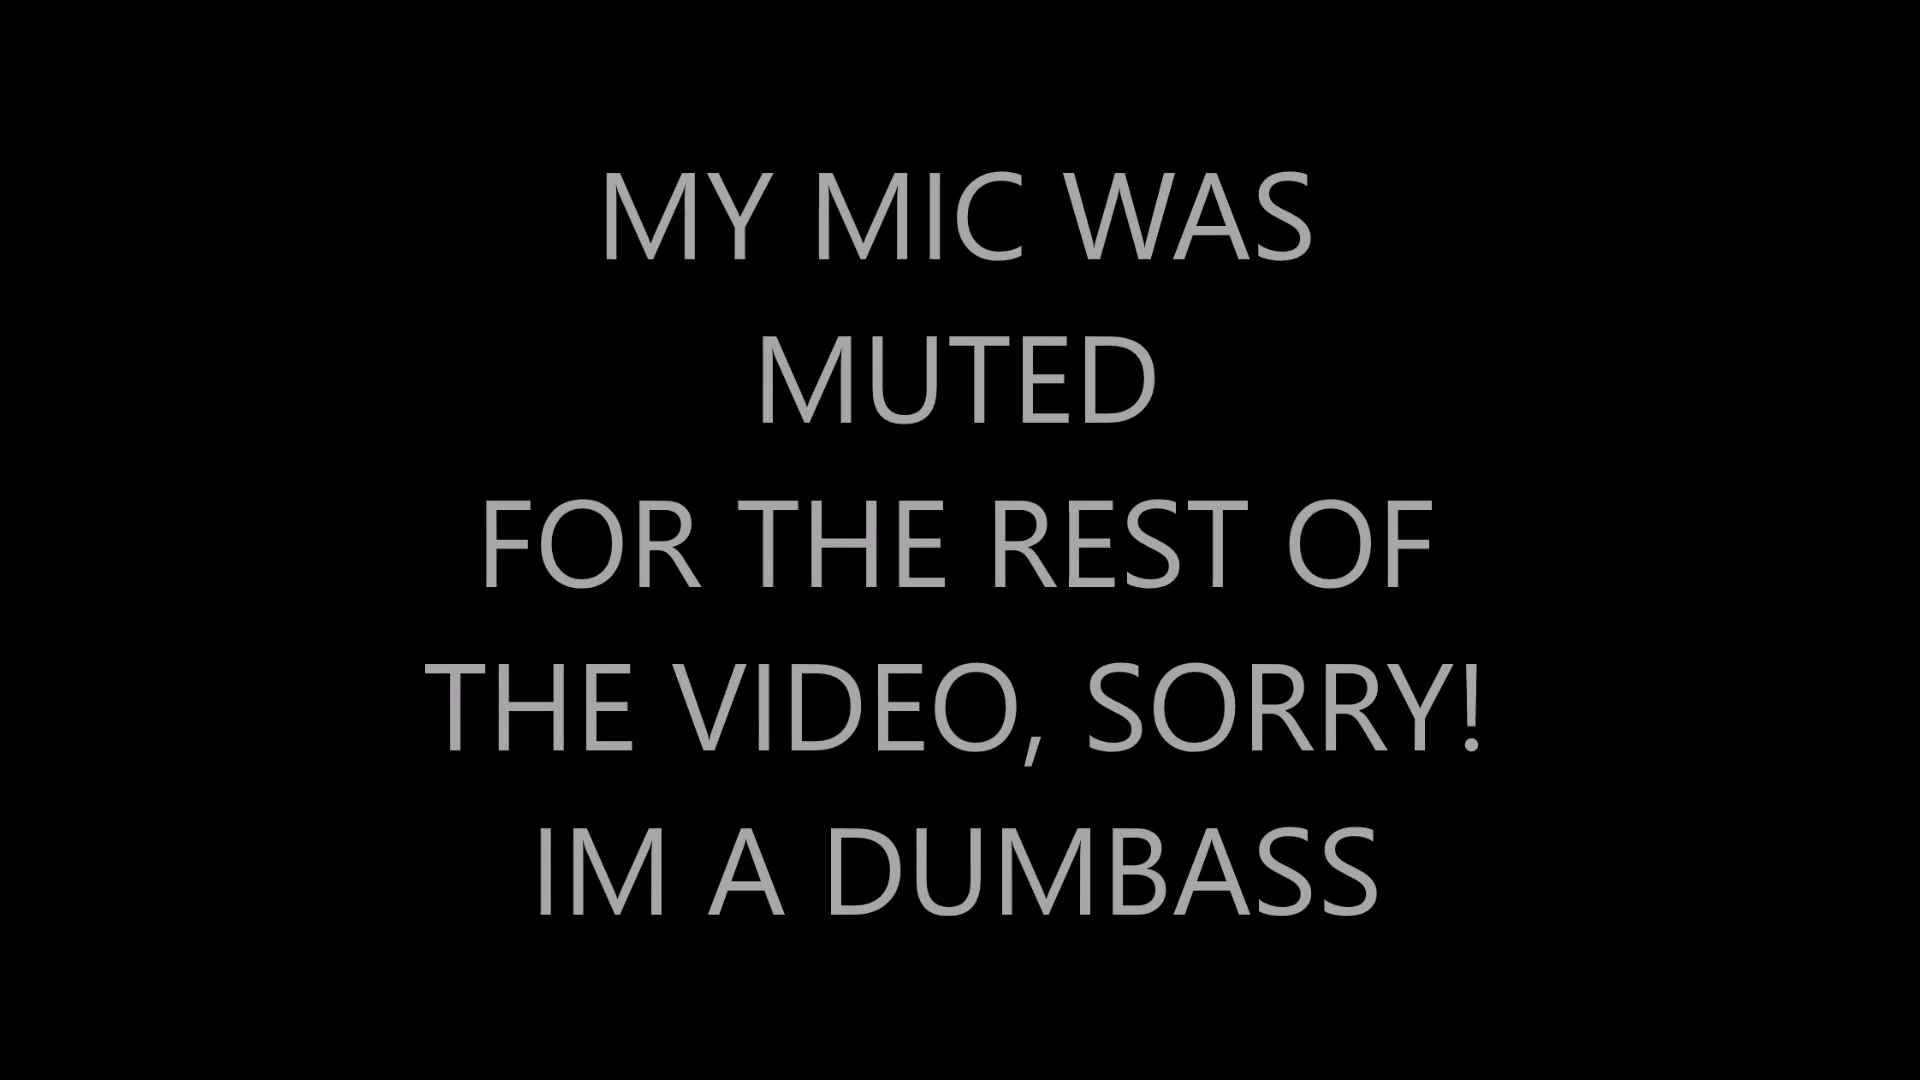 MY MIC WAS
MUTED
FOR THE REST OF
THE VIDEO, SORRY!
IM A DUMBASS